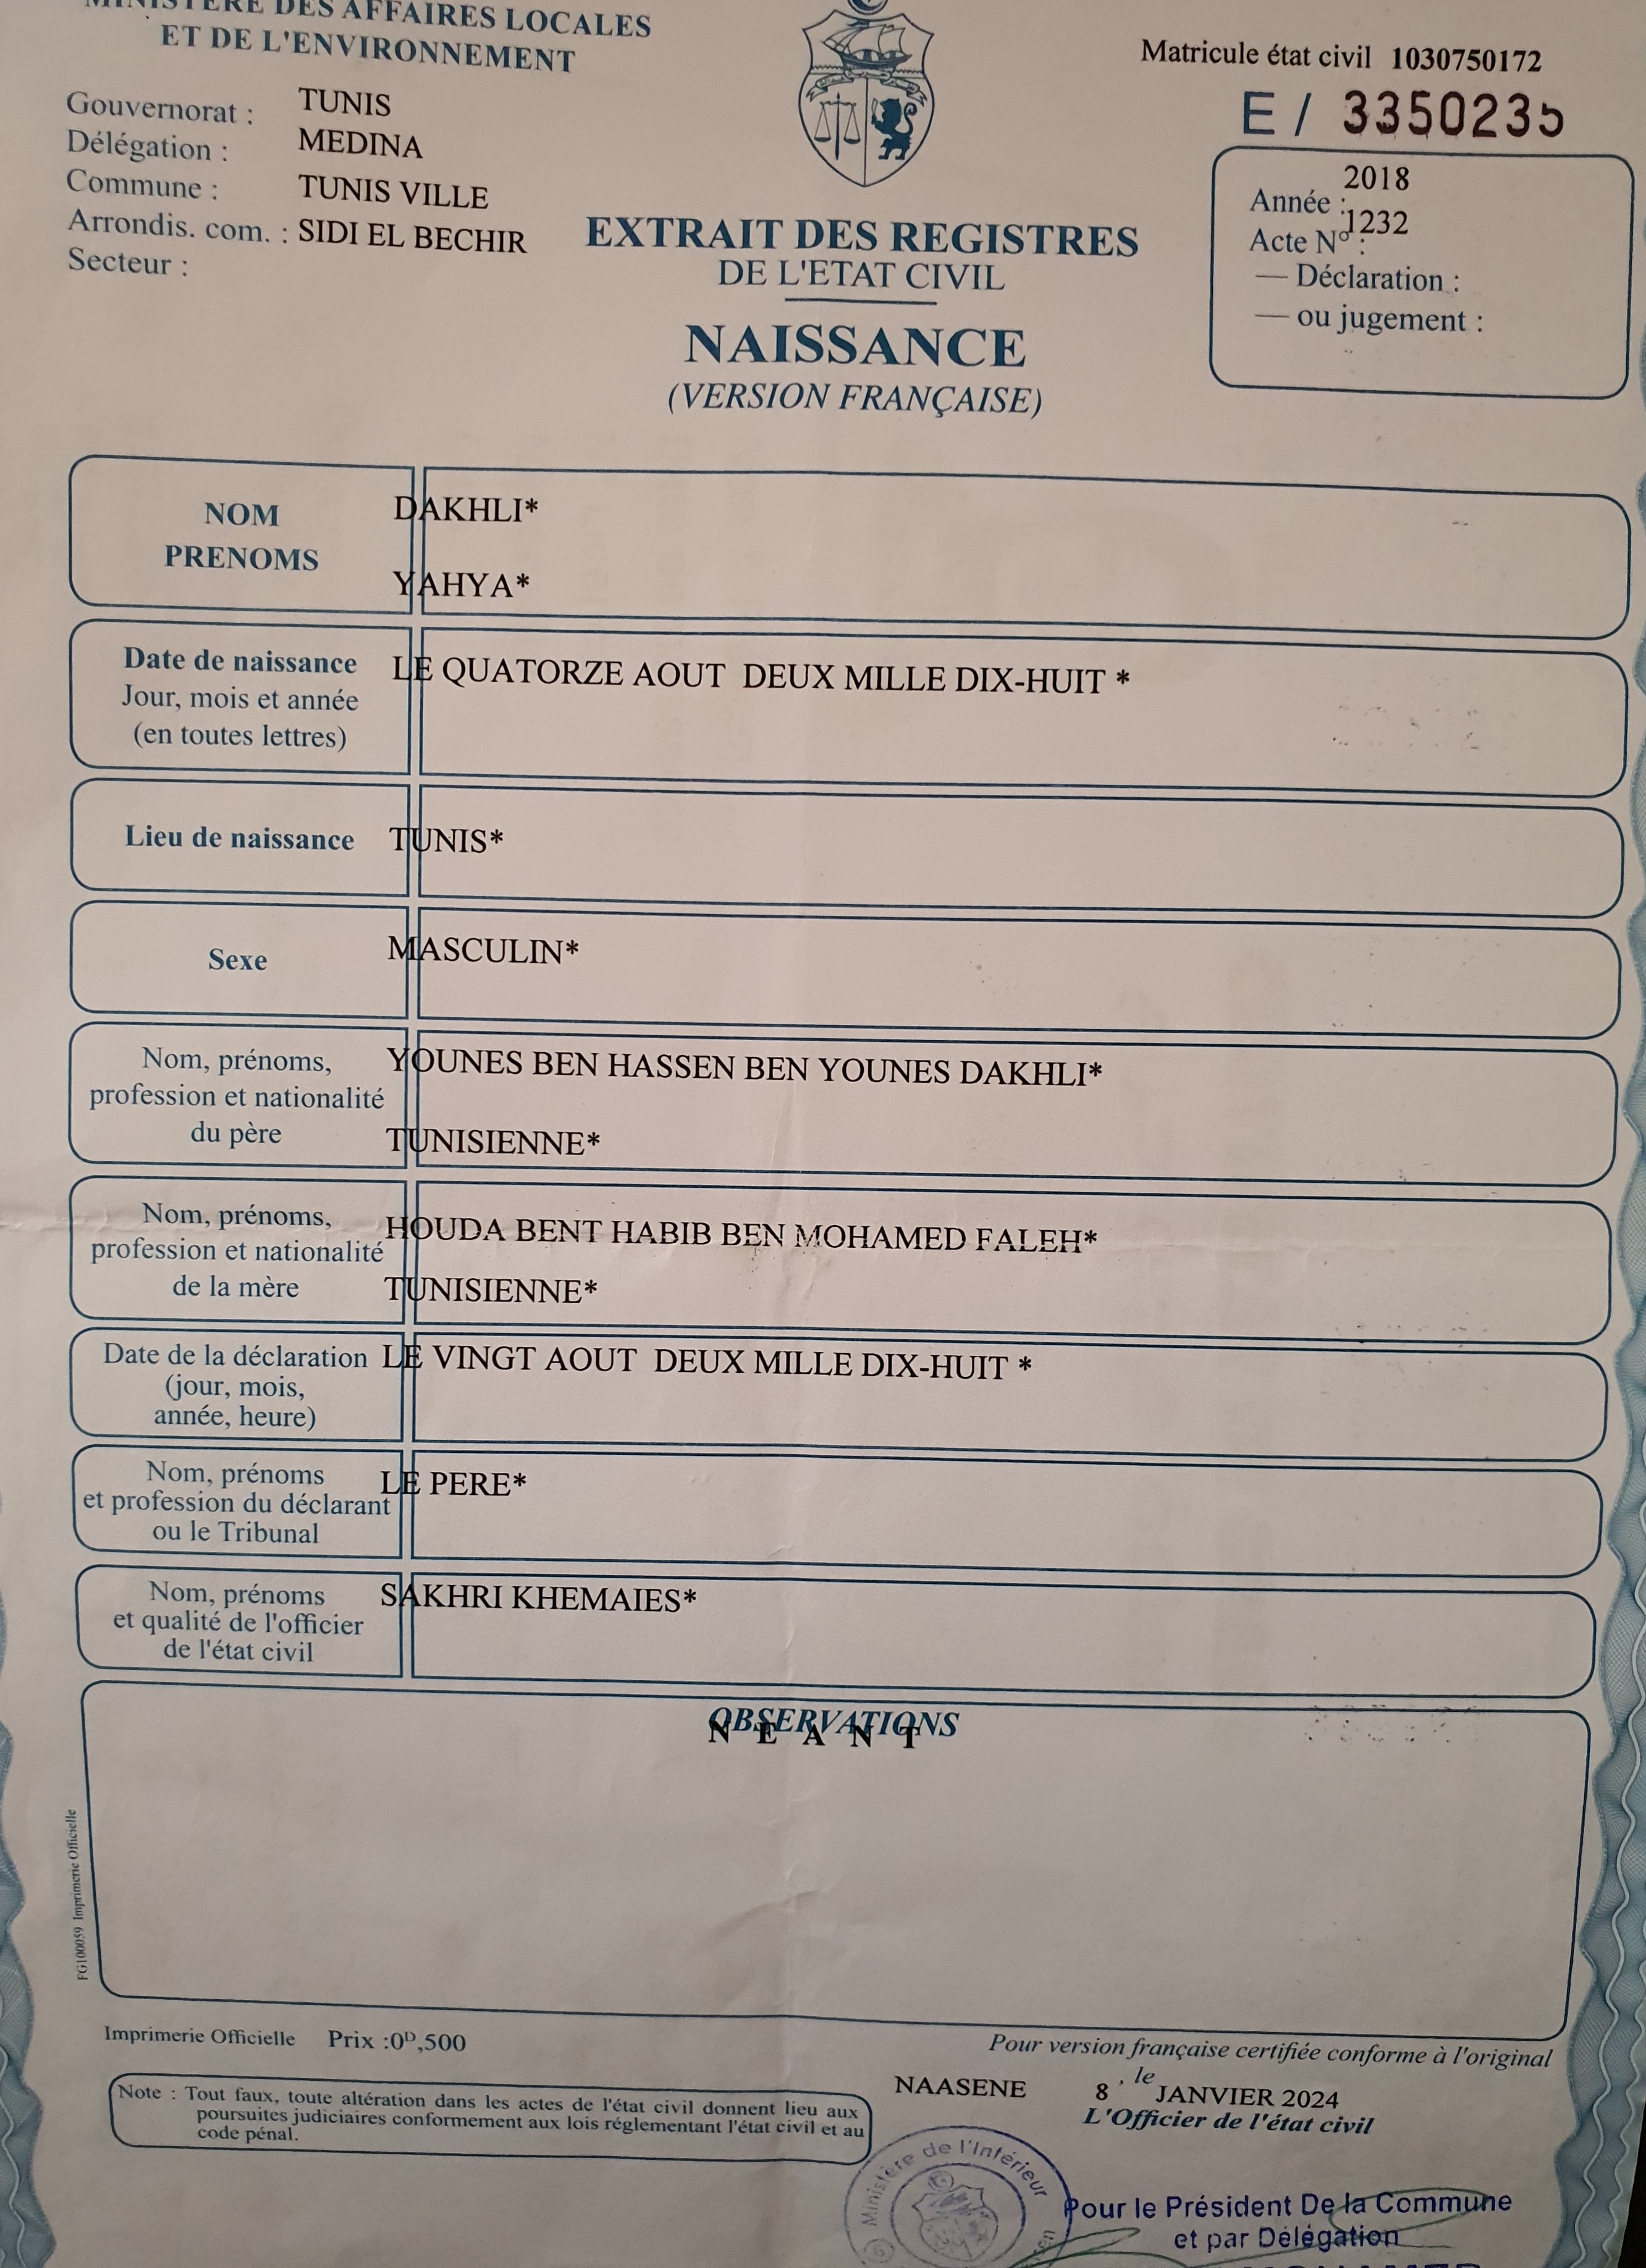 MINISTERE DES AFFAIRES LOCALES
ET DE L'ENVIRONNEMENT
Gouvernorat : TUNIS
Délégation : MEDINA
Commune : TUNIS VILLE
Arrondis. com. : SIDI EL BECHIR
Secteur :
Matricule état civil 1030750172
E / 3350235
2018
Année :
1232
Acte N° :
— Déclaration :
— ou jugement :
EXTRAIT DES REGISTRES
DE L'ETAT CIVIL
NAISSANCE
(VERSION FRANÇAISE)
NOM
PRENOMS
DAKHLI*
YAHYA*
Date de naissance
Jour, mois et année
(en toutes lettres)
LE QUATORZE AOUT DEUX MILLE DIX-HUIT *
Lieu de naissance
TUNIS*
Sexe
MASCULIN*
Nom, prénoms,
profession et nationalité
du père
YOUNES BEN HASSEN BEN YOUNES DAKHLI*
TUNISIENNE*
Nom, prénoms,
profession et nationalité
de la mère
HOUDA BENT HABIB BEN MOHAMED FALEH*
TUNISIENNE*
Date de la déclaration
(jour, mois,
année, heure)
LE VINGT AOUT DEUX MILLE DIX-HUIT *
Nom, prénoms
et profession du déclarant
ou le Tribunal
LE PERE*
Nom, prénoms
et qualité de l'officier
de l'état civil
SAKHRI KHEMAIES*
OBSERVATIONS
N E A N T
FG100059 Imprimerie Officielle
Imprimerie Officielle Prix :0D,500
Pour version française certifiée conforme à l'original
NAASENE , le 8 JANVIER 2024
L'Officier de l'état civil
Note : Tout faux, toute altération dans les actes de l'état civil donnent lieu aux
poursuites judiciaires conformement aux lois réglementant l'état civil et au
code pénal.
Ministère de l'Intérieur
Pour le Président De la Commune
et par Délégation